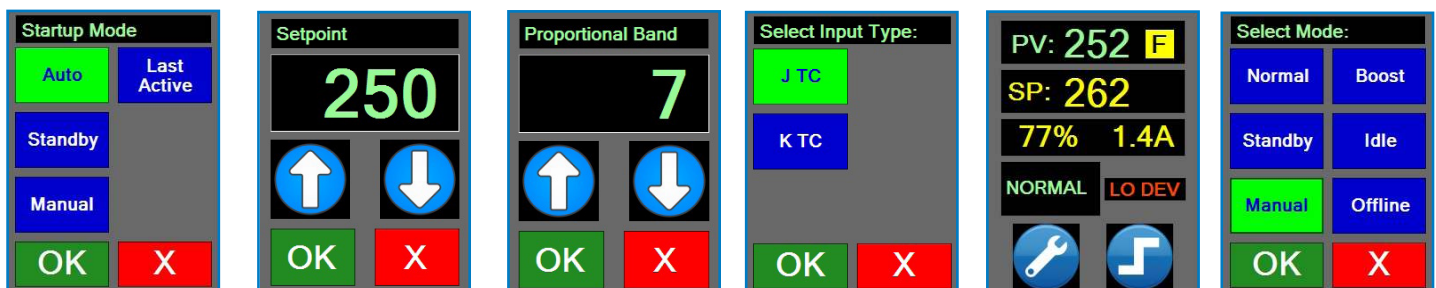 Startup Mode
Auto
Last
Active
Standby
Manual
OK X
Setpoint
250
OK X
Proportional Band
7
OK X
Select Input Type:
J TC
K TC
OK X
PV: 252 F
SP: 262
77% 1.4A
NORMAL LO DEV
Select Mode:
Normal Boost
Standby Idle
Manual Offline
OK X